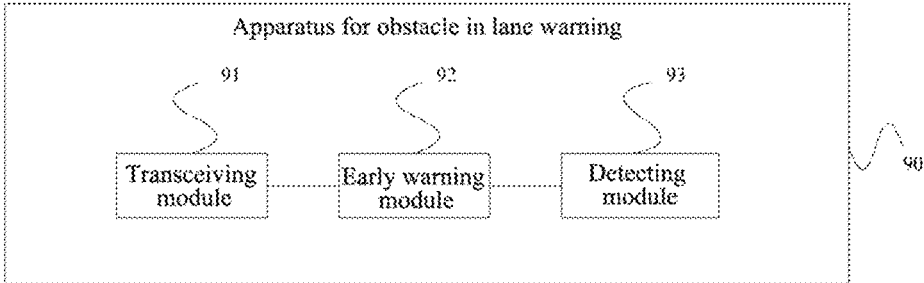 Apparatus for obstacle in lane warning
91 92 93
90
Transceiving module
Early warning module
Detecting module